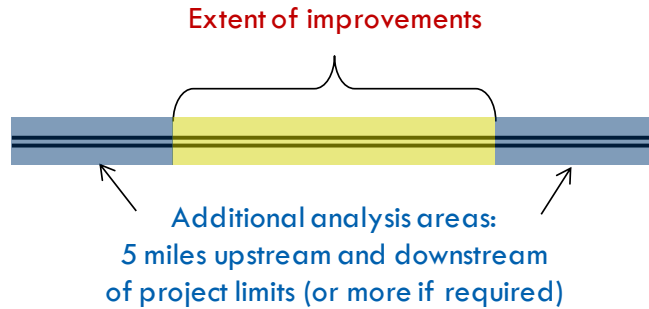 Extent of improvements
Additional analysis areas:
5 miles upstream and downstream
of project limits (or more if required)